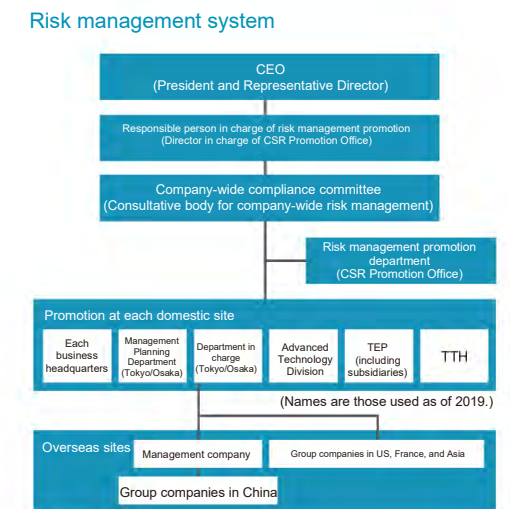 Risk management system
CEO
(President and Representative Director)
Responsible person in charge of risk management promotion
(Director in charge of CSR Promotion Office)
Company-wide compliance committee
(Consultative body for company-wide risk management)
Risk management promotion
department
(CSR Promotion Office)
Promotion at each domestic site
Each
business
headquarters
Management
Planning
Department
(Tokyo/Osaka)
Department in
charge
(Tokyo/Osaka)
Advanced
Technology
Division
TEP
(including
subsidiaries)
TTH
(Names are those used as of 2019.)
Overseas sites
Management company
Group companies in US, France, and Asia
Group companies in China